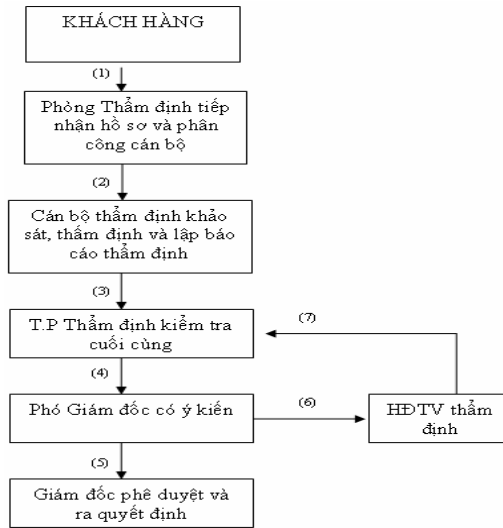 KHÁCH HÀNG
(1)
Phòng Thẩm định tiếp
nhận hồ sơ và phân
công cán bộ
(2)
Cán bộ thẩm định khảo
sát, thẩm định và lập báo
cáo thẩm định
(3)
T.P Thẩm định kiểm tra
cuối cùng
(7)
(4)
Phó Giám đốc có ý kiến
(6)
HĐTV thẩm
định
(5)
Giám đốc phê duyệt và
ra quyết định